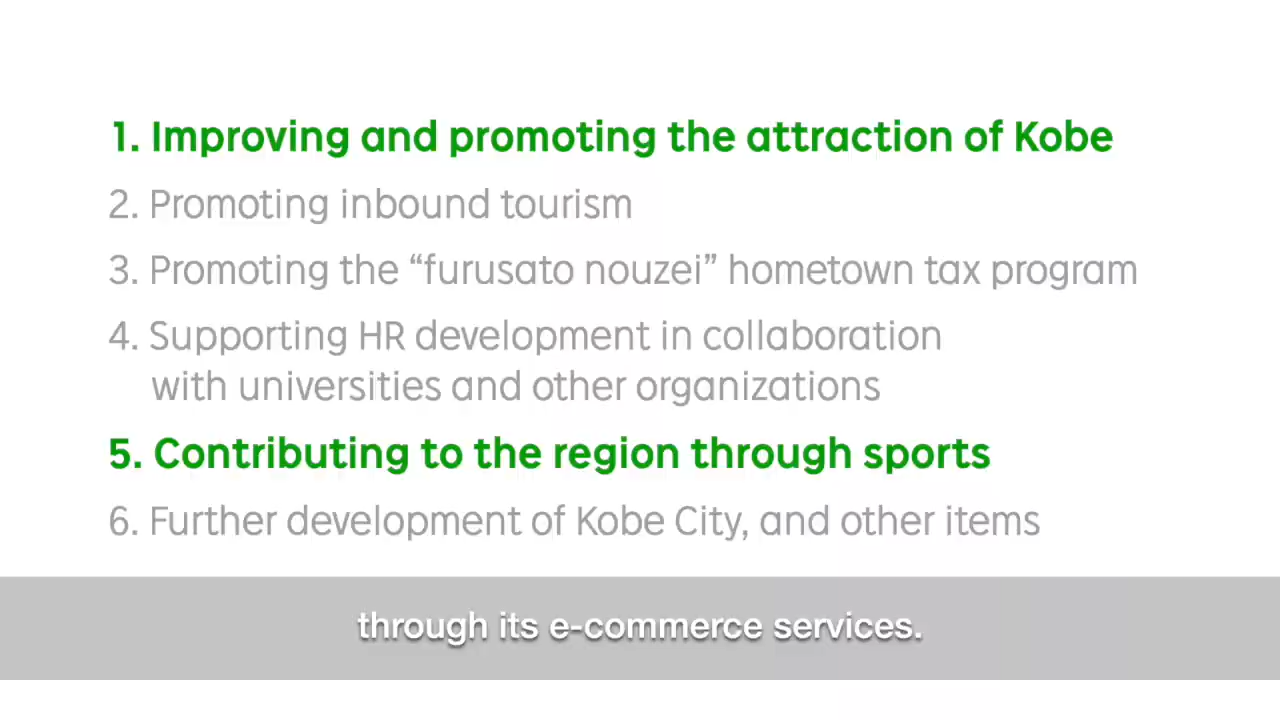 1. Improving and promoting the attraction of Kobe
2. Promoting inbound tourism
3. Promoting the “furusato nouzei” hometown tax program
4. Supporting HR development in collaboration
with universities and other organizations
5. Contributing to the region through sports
6. Further development of Kobe City, and other items
through its e-commerce services.